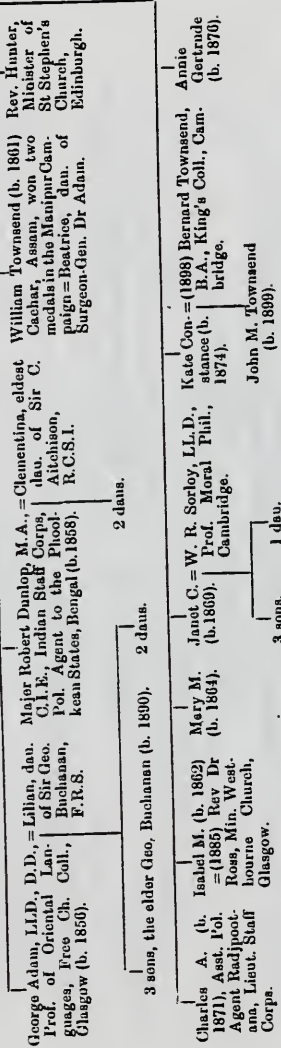 George Adam, LL.D., D.D., = Lilian, dau.
Prof. of Oriental Lan- of Sir Geo.
guages, Free Ch. Coll., Buchanan,
Glasgow (b. 1856). F.R.S.
3 sons, the elder Geo, Buchanan (b. 1890). 2 daus.
Major Robert Dunlop, M.A., = Clementina, eldest
C.I.E., Indian Staff Corps, dau. of Sir C.
Pol. Agent to the Phool- Aitchison,
kean States, Bengal (b. 1858). R.C.S.I.
2 daus.
William Townsend (b. 1861)
Cachar, Assam, won two
medals in the Manipur Cam-
paign = Beatrice, dau. of
Surgeon-Gen. Dr Adam.
Rev. Hunter,
Minister of
St Stephen's
Church,
Edinburgh.
Charles A. (b.
1871), Asst. Pol.
Agent Radjpoot-
ana, Lieut. Staff
Corps.
Isabel M. (b. 1862)
= (1885) Rev Dr
Ross, Min. West-
bourne Church,
Glasgow.
Mary M.
(b. 1864).
Janet C. = W. R. Sorley, LL.D.,
(b. 1869). Prof. Moral Phil.,
Cambridge.
3 sons. 1 dau.
Kate Con- = (1898) Bernard Townsend,
stance (b. B.A., King's Coll., Cam-
1874). bridge.
John M. Townsend
(b. 1899).
Annie
Gertrude
(b. 1876).